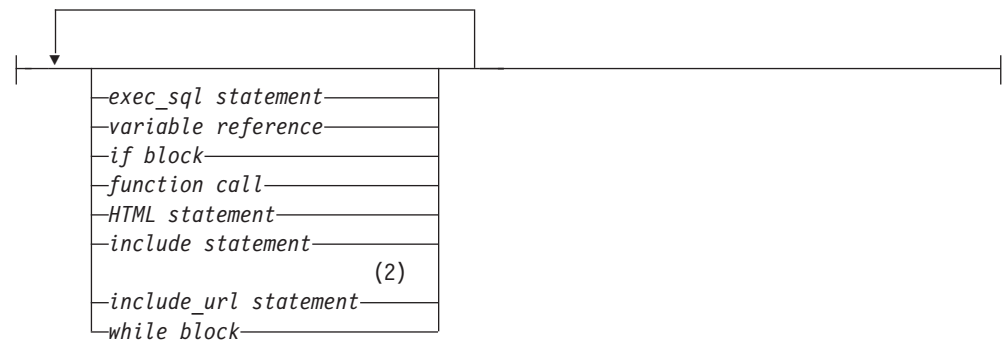 exec_sql statement
variable reference
if block
function call
HTML statement
include statement
(2)
include_url statement
while block